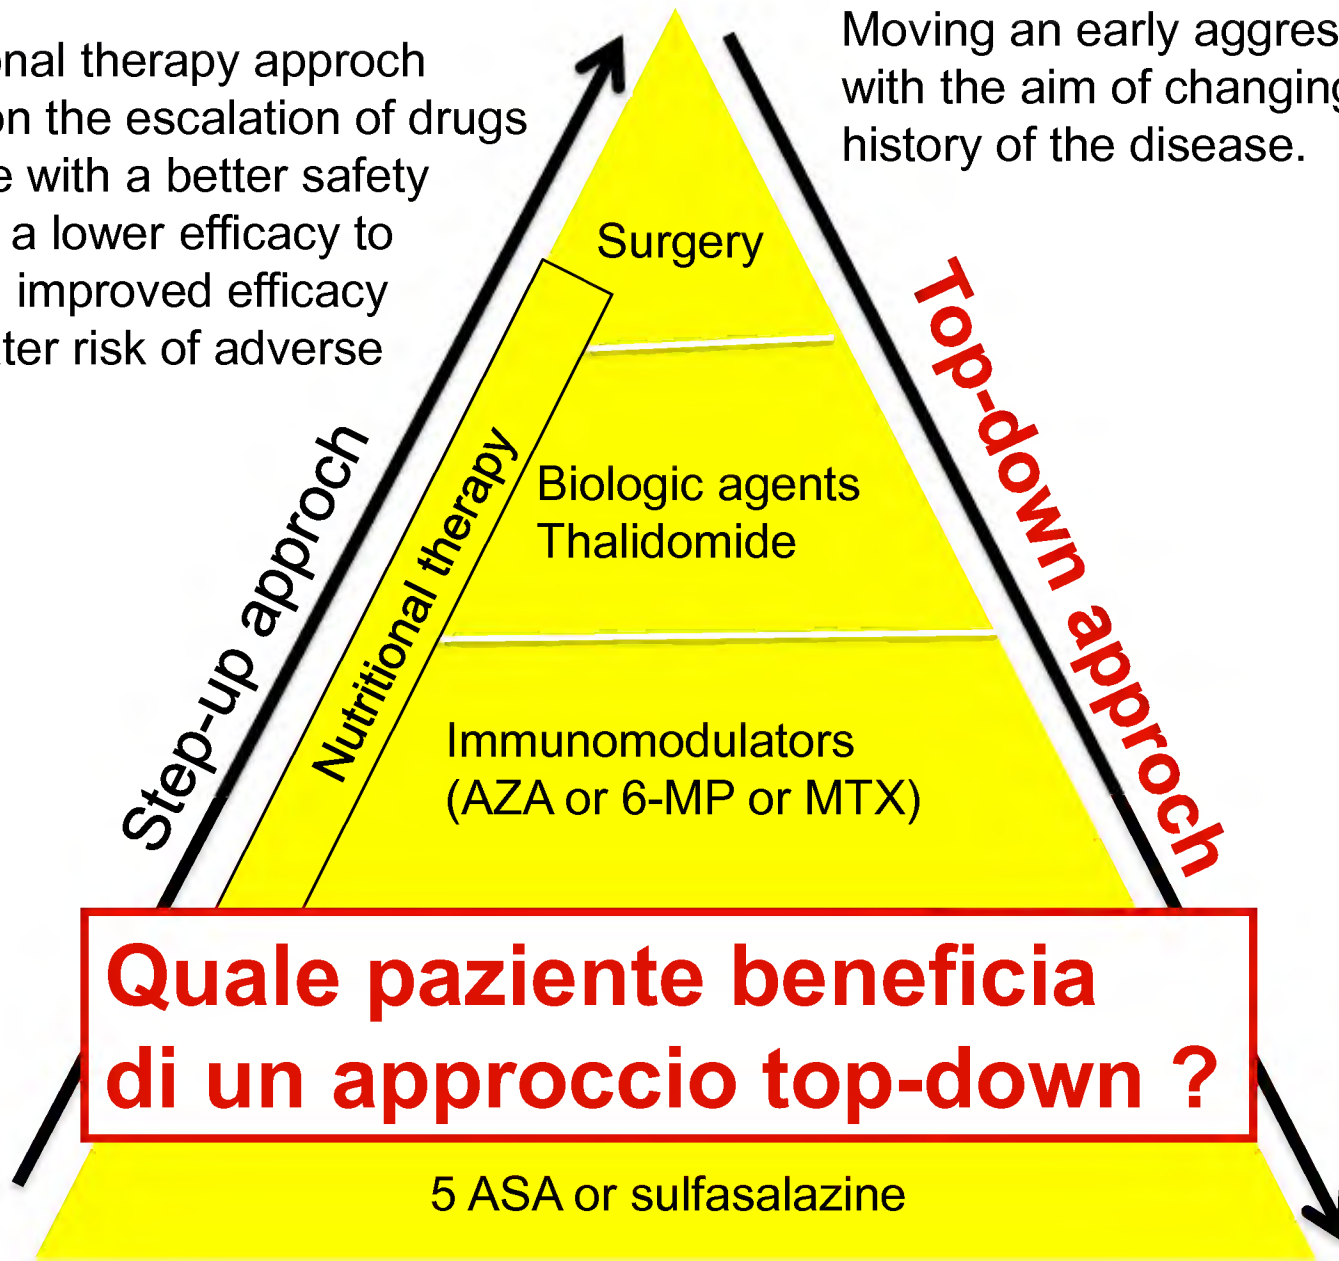 onal therapy approch
on the escalation of drugs
e with a better safety
a lower efficacy to
improved efficacy
ter risk of adverse
Moving an early aggres
with the aim of changing
history of the disease.
Surgery
Biologic agents
Thalidomide
Nutritional therapy
Step-up approch
Top-down approch
Immunomodulators
(AZA or 6-MP or MTX)
Quale paziente beneficia
di un approccio top-down ?
5 ASA or sulfasalazine